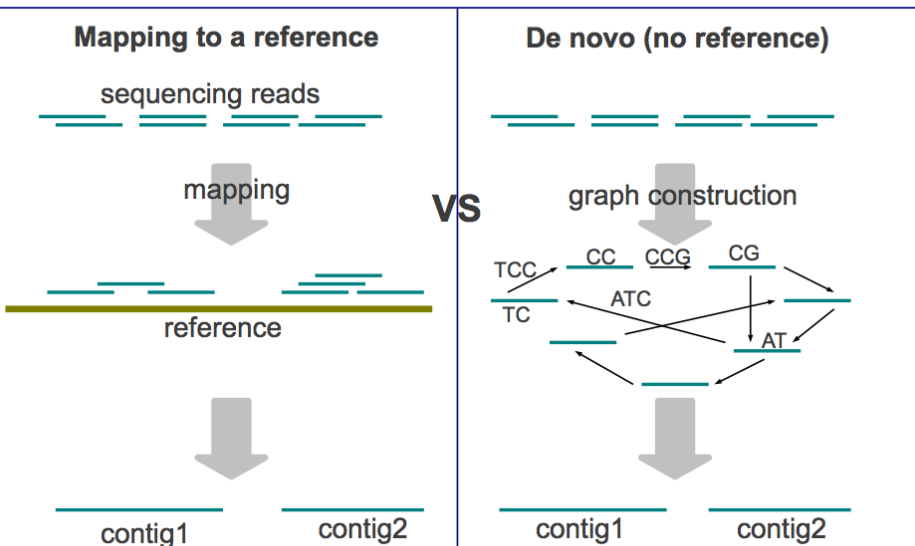 Mapping to a reference
sequencing reads
mapping
reference
contig1
contig2
VS
De novo (no reference)
graph construction
TCC
CC
CCG
CG
TC
ATC
AT
contig1
contig2